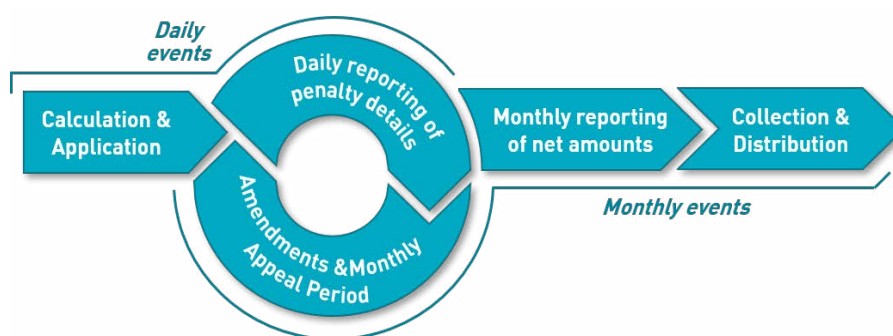 Daily
events
Calculation &
Application
Daily reporting of
penalty details
Amendments &Monthly
Appeal Period
Monthly reporting
of net amounts
Collection &
Distribution
Monthly events